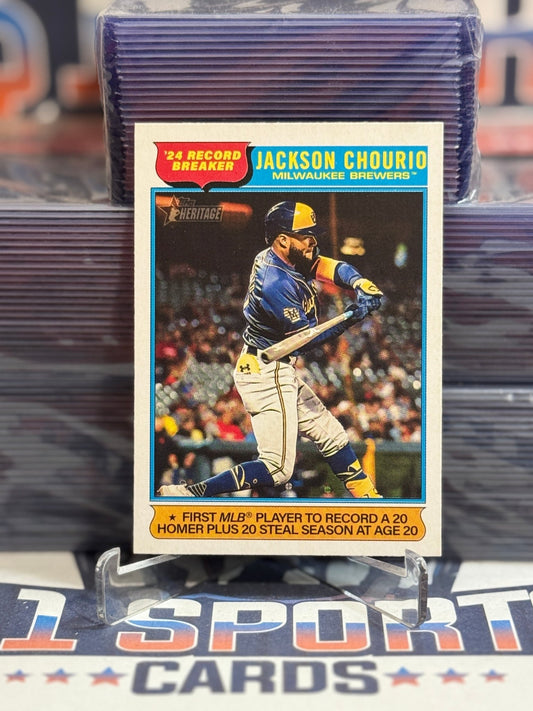 '24 RECORD
BREAKER
JACKSON CHOURIO
MILWAUKEE BREWERS™
Topps
HERITAGE
★ FIRST MLB® PLAYER TO RECORD A 20
HOMER PLUS 20 STEAL SEASON AT AGE 20
1 SPORT
CARDS